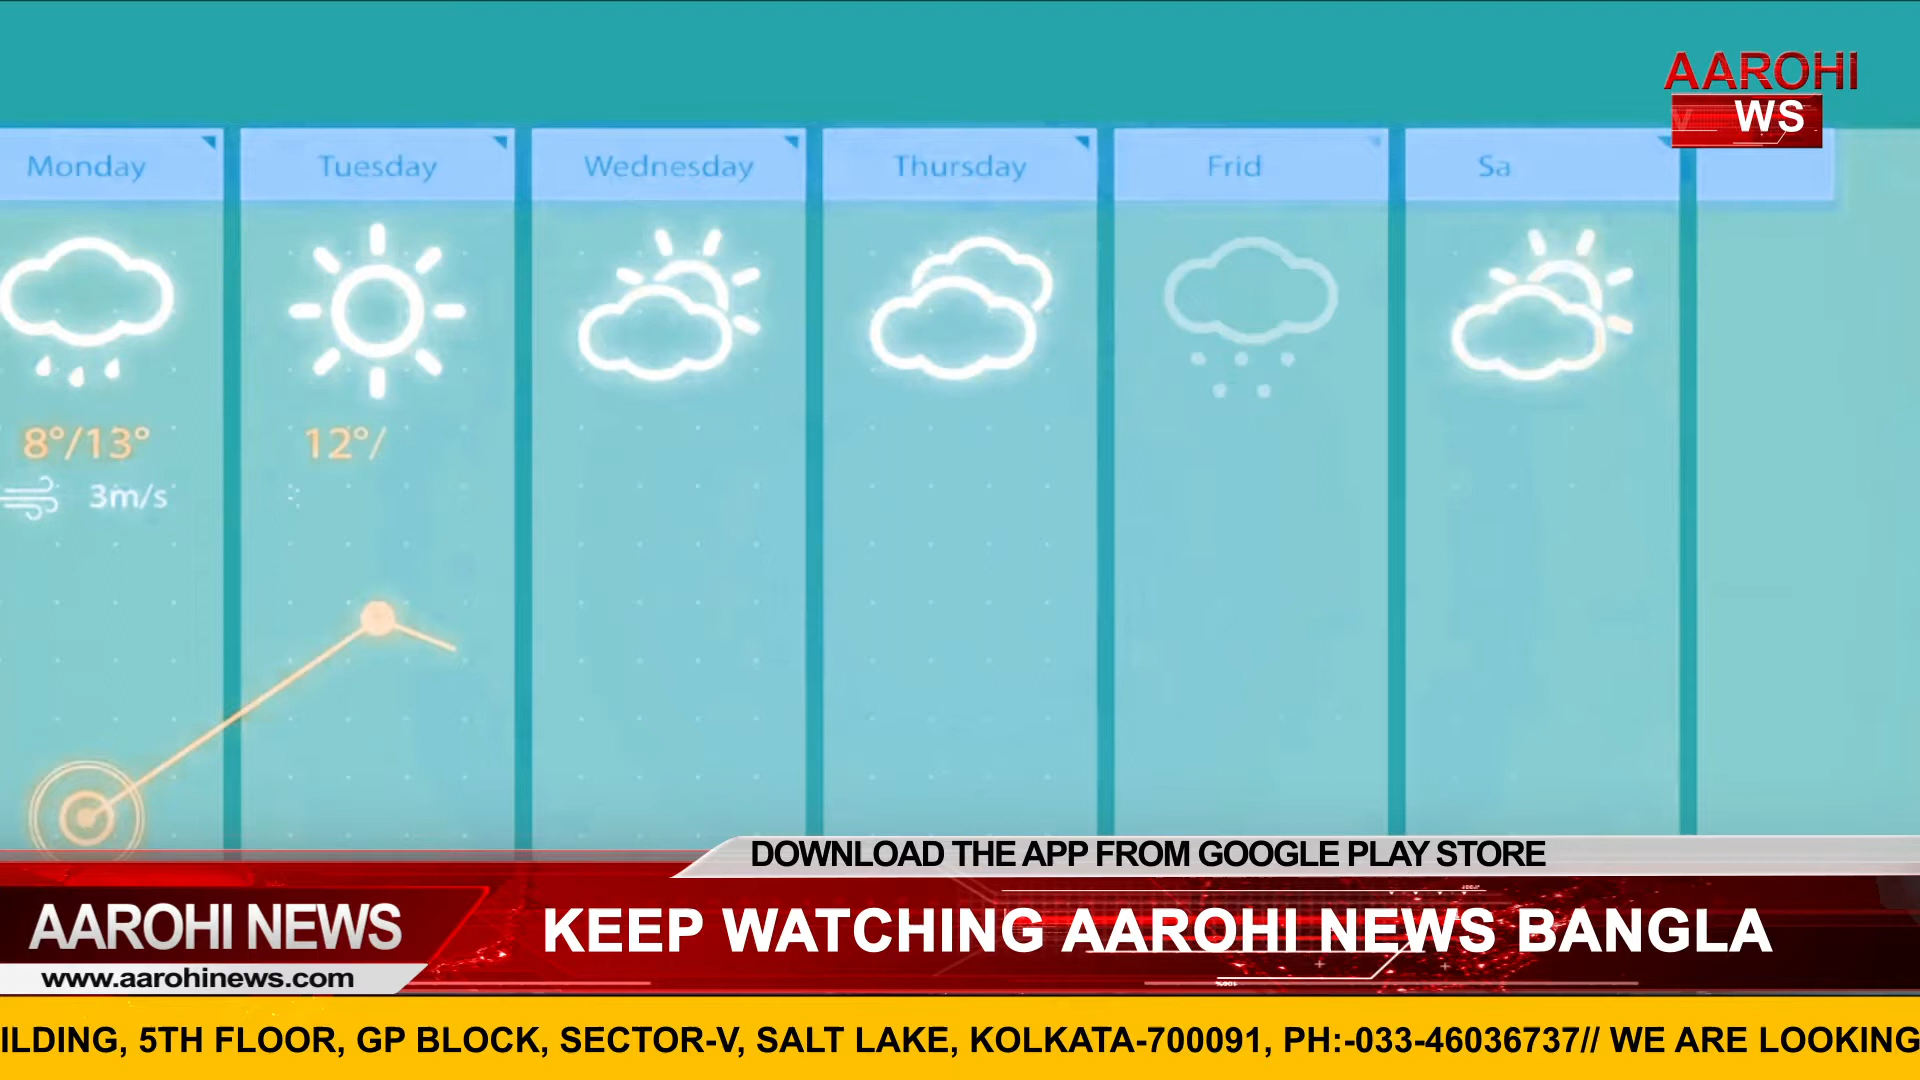 AAROHI
WS
Monday
Tuesday
Wednesday
Thursday
Frid
Sa
8°/13°
12°/
3m/s
DOWNLOAD THE APP FROM GOOGLE PLAY STORE
AAROHI NEWS
KEEP WATCHING AAROHI NEWS BANGLA
www.aarohinews.com
ILDING, 5TH FLOOR, GP BLOCK, SECTOR-V, SALT LAKE, KOLKATA-700091, PH:-033-46036737// WE ARE LOOKING